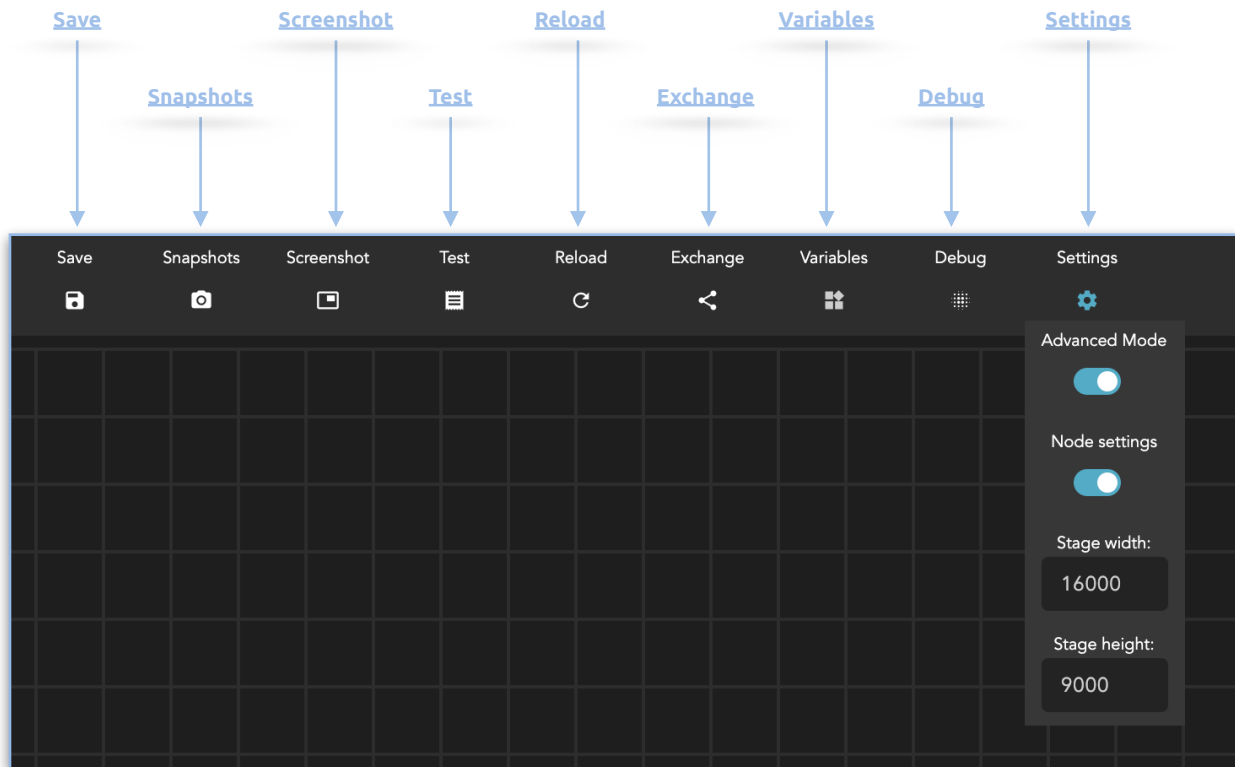 Save Screenshot Reload Variables Settings
Snapshots Test Exchange Debug
Save Snapshots Screenshot Test Reload Exchange Variables Debug Settings
Advanced Mode
Node settings
Stage width:
16000
Stage height:
9000